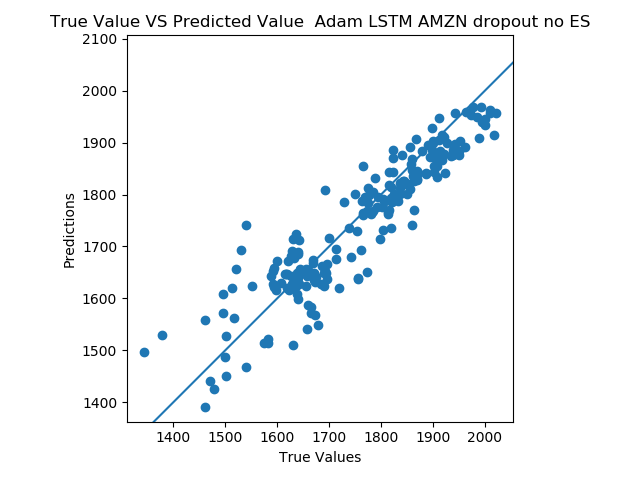 True Value VS Predicted Value  Adam LSTM AMZN dropout no ES
2100
2000
1900
1800
1700
1600
1500
1400
Predictions
1400 1500 1600 1700 1800 1900 2000
True Values